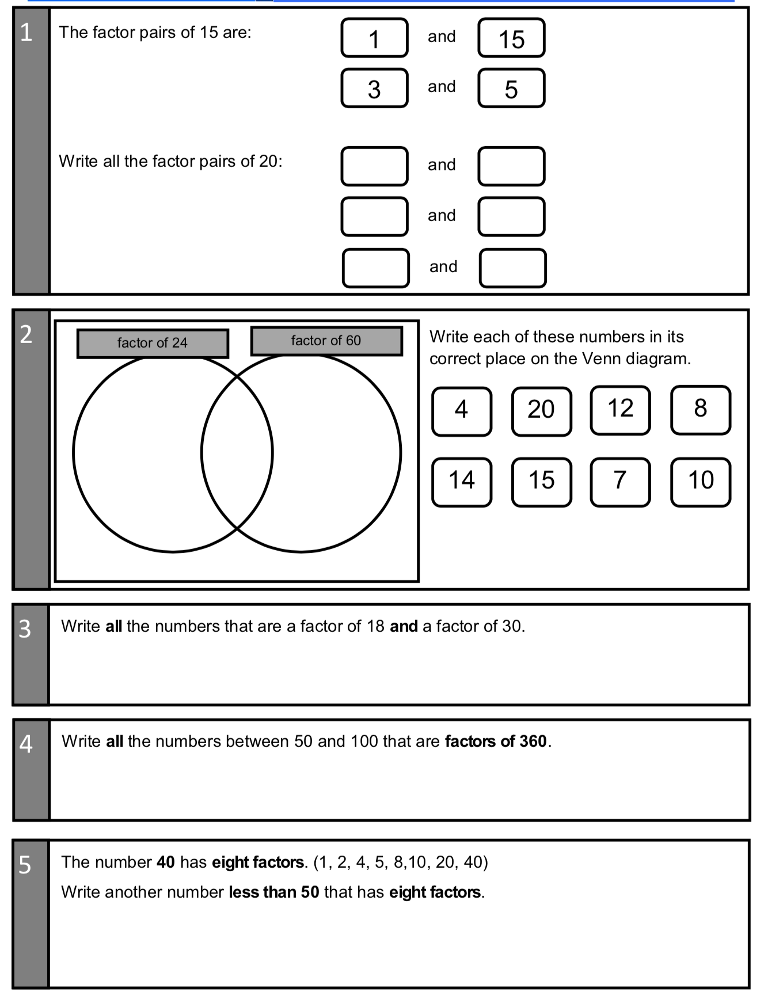 1
The factor pairs of 15 are:
1 and 15
3 and 5
Write all the factor pairs of 20:
and
and
and
2
factor of 24
factor of 60
Write each of these numbers in its
correct place on the Venn diagram.
4 20 12 8
14 15 7 10
3
Write all the numbers that are a factor of 18 and a factor of 30.
4
Write all the numbers between 50 and 100 that are factors of 360.
5
The number 40 has eight factors. (1, 2, 4, 5, 8,10, 20, 40)
Write another number less than 50 that has eight factors.